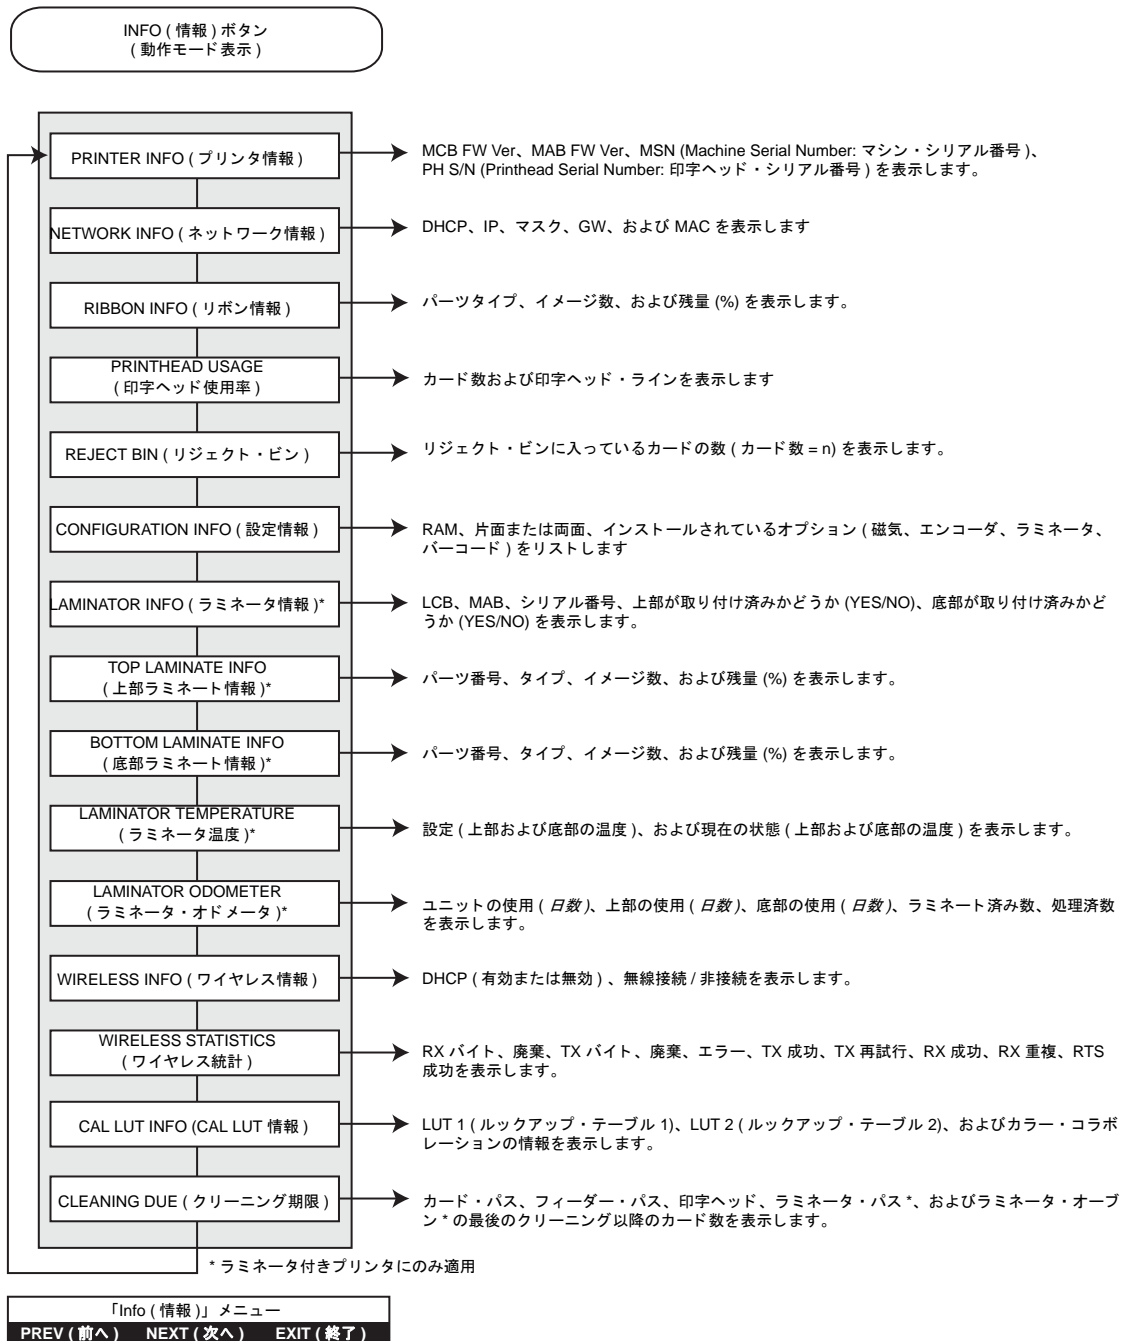 INFO ( 情報 ) ボタン
( 動作モード表示 )
PRINTER INFO ( プリンタ情報 )
MCB FW Ver、MAB FW Ver、MSN (Machine Serial Number: マシン・シリアル番号 )、
PH S/N (Printhead Serial Number: 印字ヘッド・シリアル番号 ) を表示します。
NETWORK INFO ( ネットワーク情報 )
DHCP、IP、マスク、GW、および MAC を表示します
RIBBON INFO ( リボン情報 )
パーツタイプ、イメージ数、および残量 (%) を表示します。
PRINTHEAD USAGE
( 印字ヘッド使用率 )
カード数および印字ヘッド・ラインを表示します
REJECT BIN ( リジェクト・ビン )
リジェクト・ビンに入っているカードの数 ( カード数 = n) を表示します。
CONFIGURATION INFO ( 設定情報 )
RAM、片面または両面、インストールされているオプション ( 磁気、エンコーダ、ラミネータ、
バーコード ) をリストします
LAMINATOR INFO ( ラミネータ情報 )*
LCB、MAB、シリアル番号、上部が取り付け済みかどうか (YES/NO)、底部が取り付け済みかど
うか (YES/NO) を表示します。
TOP LAMINATE INFO
( 上部ラミネート情報 )*
パーツ番号、タイプ、イメージ数、および残量 (%) を表示します。
BOTTOM LAMINATE INFO
( 底部ラミネート情報 )*
パーツ番号、タイプ、イメージ数、および残量 (%) を表示します。
LAMINATOR TEMPERATURE
( ラミネータ温度 )*
設定 ( 上部および底部の温度 )、および現在の状態 ( 上部および底部の温度 ) を表示します。
LAMINATOR ODOMETER
( ラミネータ・オドメータ )*
ユニットの使用 ( 日数 )、上部の使用 ( 日数 )、底部の使用 ( 日数 )、ラミネート済み数、処理済数
を表示します。
WIRELESS INFO ( ワイヤレス情報 )
DHCP ( 有効または無効 ) 、無線接続 / 非接続を表示します。
WIRELESS STATISTICS
( ワイヤレス統計 )
RX バイト、廃棄、TX バイト、廃棄、エラー、TX 成功、TX 再試行、RX 成功、RX 重複、RTS
成功を表示します。
CAL LUT INFO (CAL LUT 情報 )
LUT 1 ( ルックアップ・テーブル 1)、LUT 2 ( ルックアップ・テーブル 2)、およびカラー・コラボ
レーションの情報を表示します。
CLEANING DUE ( クリーニング期限 )
カード・パス、フィーダー・パス、印字ヘッド、ラミネータ・パス *、およびラミネータ・オーブ
ン * の最後のクリーニング以降のカード数を表示します。
* ラミネータ付きプリンタにのみ適用
「Info ( 情報 )」メニュー
PREV ( 前へ ) NEXT ( 次へ ) EXIT ( 終了 )